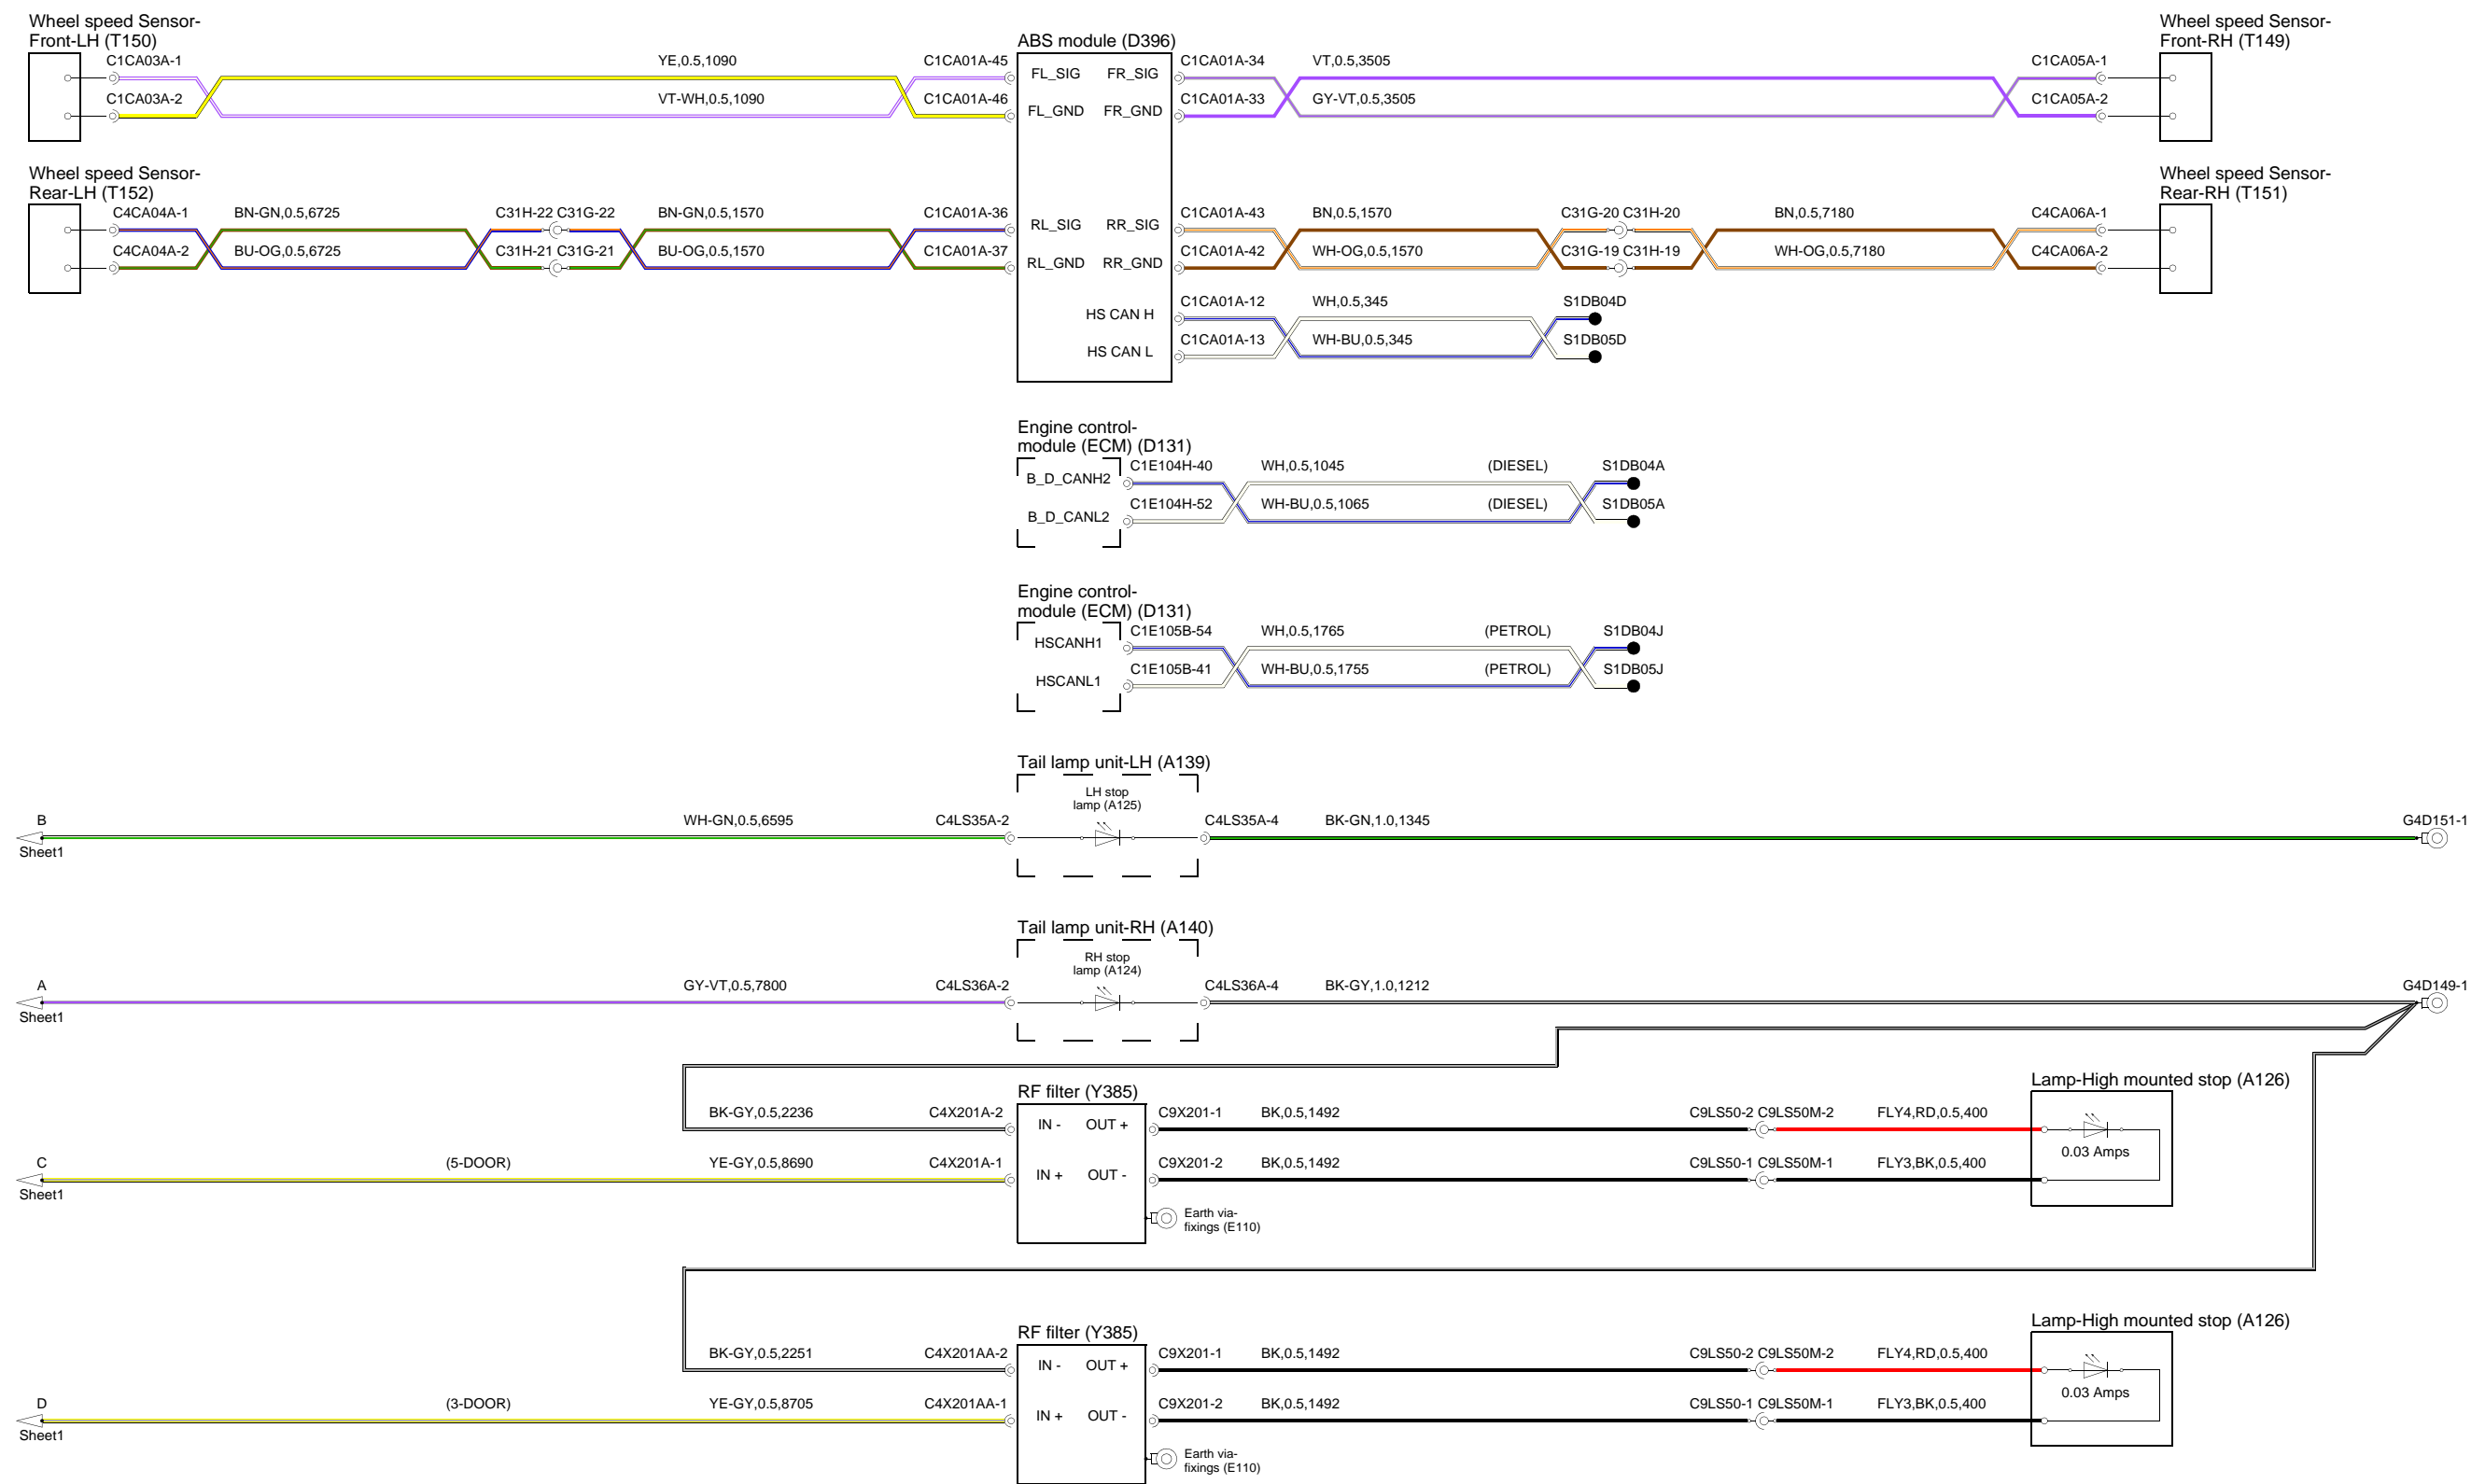 Wheel speed Sensor-
Front-LH (T150)
C1CA03A-1
YE,0.5,1090
C1CA01A-45
C1CA03A-2
VT-WH,0.5,1090
C1CA01A-46
ABS module (D396)
FL_SIG FR_SIG
FL_GND FR_GND
C1CA01A-34
VT,0.5,3505
C1CA05A-1
C1CA01A-33
GY-VT,0.5,3505
C1CA05A-2
Wheel speed Sensor-
Front-RH (T149)
Wheel speed Sensor-
Rear-LH (T152)
C4CA04A-1
BN-GN,0.5,6725
C31H-22 C31G-22
BN-GN,0.5,1570
C1CA01A-36
C4CA04A-2
BU-OG,0.5,6725
C31H-21 C31G-21
BU-OG,0.5,1570
C1CA01A-37
RL_SIG RR_SIG
RL_GND RR_GND
C1CA01A-43
BN,0.5,1570
C31G-20 C31H-20
BN,0.5,7180
C4CA06A-1
C1CA01A-42
WH-OG,0.5,1570
C31G-19 C31H-19
WH-OG,0.5,7180
C4CA06A-2
Wheel speed Sensor-
Rear-RH (T151)
HS CAN H
C1CA01A-12
WH,0.5,345
S1DB04D
HS CAN L
C1CA01A-13
WH-BU,0.5,345
S1DB05D
Engine control-
module (ECM) (D131)
B_D_CANH2
C1E104H-40
WH,0.5,1045
(DIESEL)
S1DB04A
B_D_CANL2
C1E104H-52
WH-BU,0.5,1065
(DIESEL)
S1DB05A
Engine control-
module (ECM) (D131)
HSCANH1
C1E105B-54
WH,0.5,1765
(PETROL)
S1DB04J
HSCANL1
C1E105B-41
WH-BU,0.5,1755
(PETROL)
S1DB05J
Tail lamp unit-LH (A139)
LH stop
lamp (A125)
B
Sheet1
WH-GN,0.5,6595
C4LS35A-2
C4LS35A-4
BK-GN,1.0,1345
G4D151-1
Tail lamp unit-RH (A140)
RH stop
lamp (A124)
A
Sheet1
GY-VT,0.5,7800
C4LS36A-2
C4LS36A-4
BK-GY,1.0,1212
G4D149-1
RF filter (Y385)
BK-GY,0.5,2236
C4X201A-2
IN - OUT +
C9X201-1
BK,0.5,1492
C9LS50-2 C9LS50M-2
FLY4,RD,0.5,400
Lamp-High mounted stop (A126)
0.03 Amps
C
Sheet1
(5-DOOR)
YE-GY,0.5,8690
C4X201A-1
IN + OUT -
C9X201-2
BK,0.5,1492
C9LS50-1 C9LS50M-1
FLY3,BK,0.5,400
Earth via-
fixings (E110)
RF filter (Y385)
BK-GY,0.5,2251
C4X201AA-2
IN - OUT +
C9X201-1
BK,0.5,1492
C9LS50-2 C9LS50M-2
FLY4,RD,0.5,400
Lamp-High mounted stop (A126)
0.03 Amps
D
Sheet1
(3-DOOR)
YE-GY,0.5,8705
C4X201AA-1
IN + OUT -
C9X201-2
BK,0.5,1492
C9LS50-1 C9LS50M-1
FLY3,BK,0.5,400
Earth via-
fixings (E110)